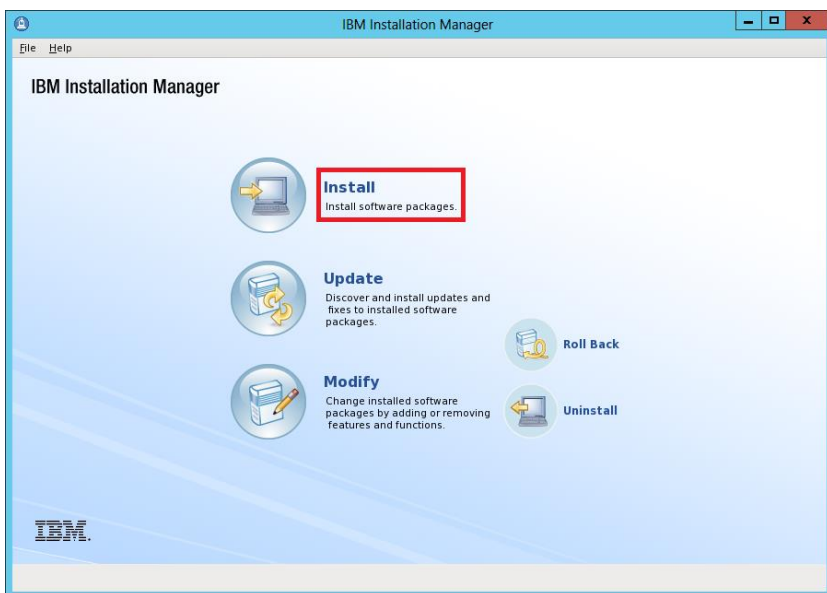 IBM Installation Manager
File Help
IBM Installation Manager
Install
Install software packages.
Update
Discover and install updates and
fixes to installed software
packages.
Roll Back
Modify
Change installed software
packages by adding or removing
features and functions.
Uninstall
IBM.